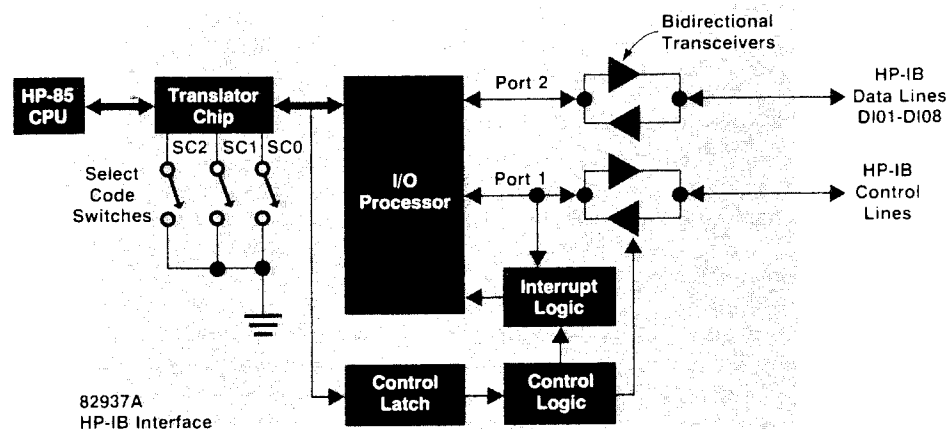 Bidirectional
Transceivers
HP-85
CPU
Translator
Chip
Port 2
HP-IB
Data Lines
DI01-DI08
SC2
SC1
SC0
Select
Code
Switches
I/O
Processor
Port 1
HP-IB
Control
Lines
Interrupt
Logic
Control
Latch
Control
Logic
82937A
HP-IB Interface